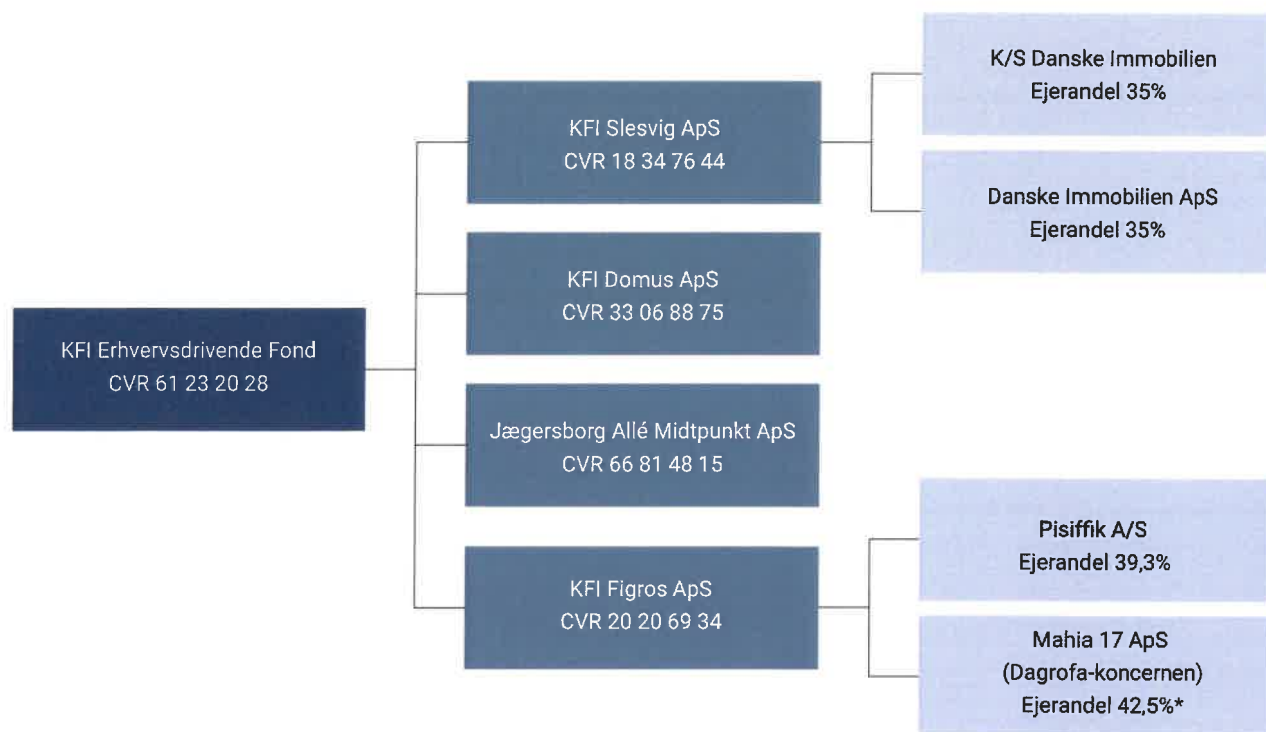 KFI Erhvervsdrivende Fond
CVR 61 23 20 28
KFI Slesvig ApS
CVR 18 34 76 44
KFI Domus ApS
CVR 33 06 88 75
Jægersborg Allé Midtpunkt ApS
CVR 66 81 48 15
KFI Figros ApS
CVR 20 20 69 34
K/S Danske Immobilien
Ejerandel 35%
Danske Immobilien ApS
Ejerandel 35%
Pisiffik A/S
Ejerandel 39,3%
Mahia 17 ApS
(Dagrofa-koncernen)
Ejerandel 42,5%*